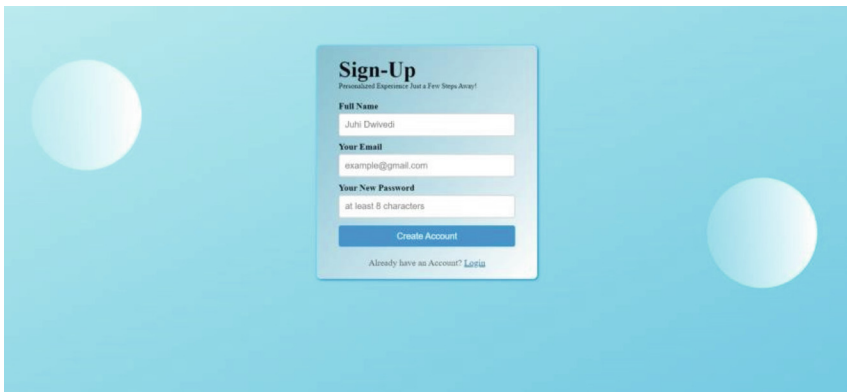 Sign-Up
Personalized Experience Just a Few Steps Away!
Full Name
Juhi Dwivedi
Your Email
example@gmail.com
Your New Password
at least 8 characters
Create Account
Already have an Account? Login